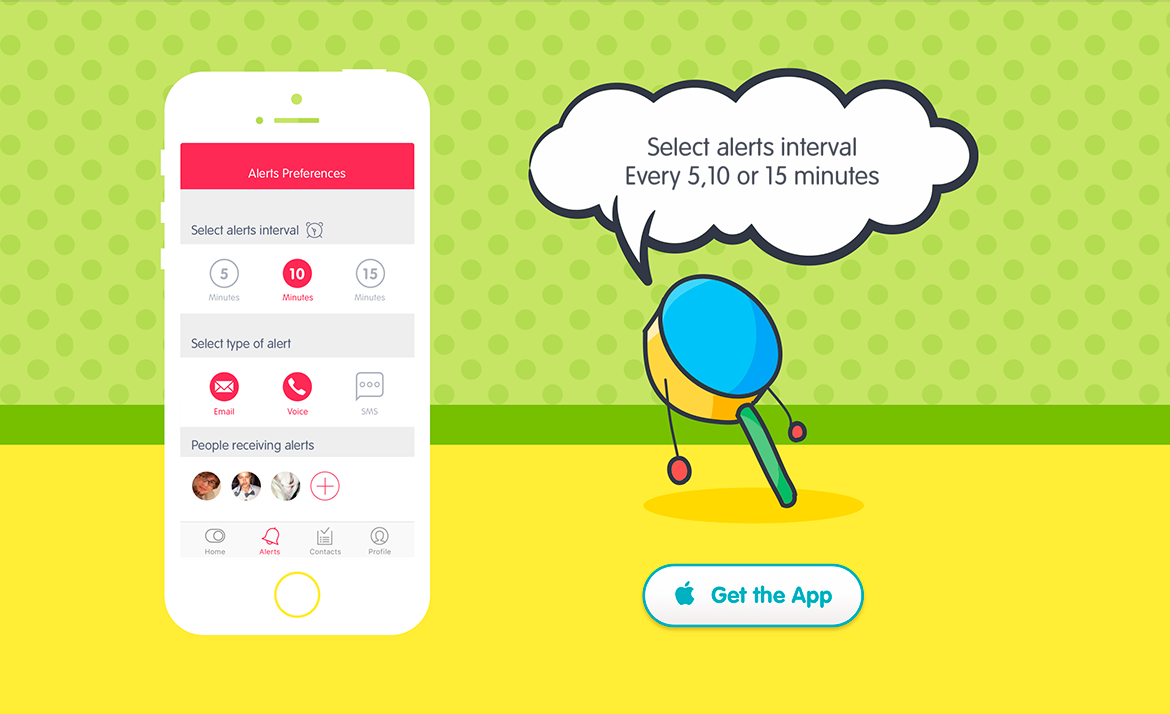 Alerts Preferences
Select alerts interval
5 10 15
Minutes Minutes Minutes
Select type of alert
Email Voice SMS
People receiving alerts
Home Alerts Contacts Profile
Select alerts interval
Every 5,10 or 15 minutes
Get the App